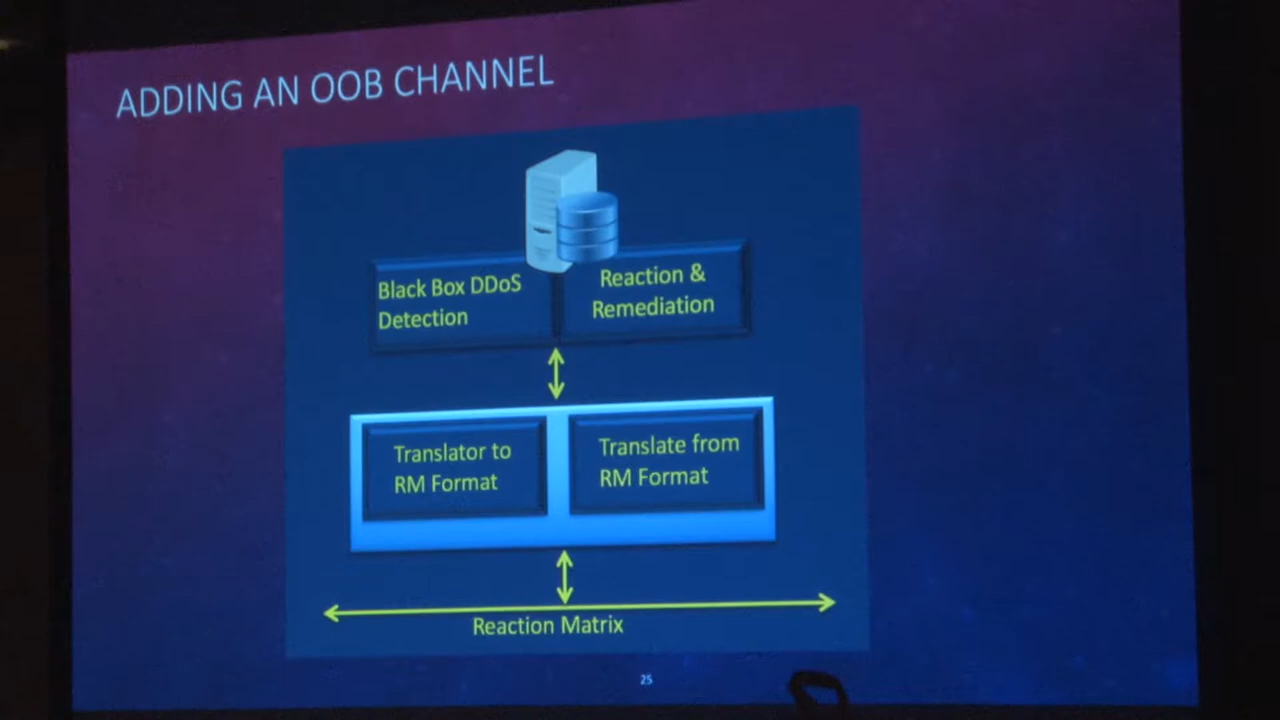 ADDING AN OOB CHANNEL
Black Box DDoS
Detection
Reaction &
Remediation
Translator to
RM Format
Translate from
RM Format
Reaction Matrix
25